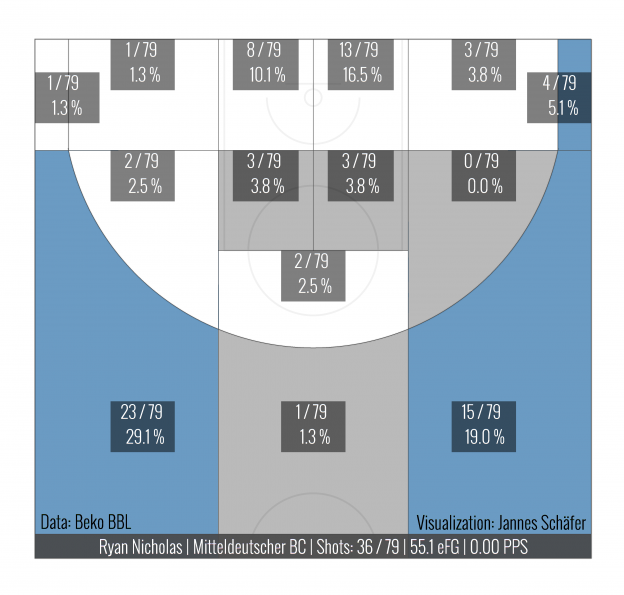 1 / 79
1.3 %
8 / 79
10.1 %
13 / 79
16.5 %
3 / 79
3.8 %
1 / 79
1.3 %
4 / 79
5.1 %
2 / 79
2.5 %
3 / 79
3.8 %
3 / 79
3.8 %
0 / 79
0.0 %
2 / 79
2.5 %
23 / 79
29.1 %
1 / 79
1.3 %
15 / 79
19.0 %
Data: Beko BBL
Visualization: Jannes Schäfer
Ryan Nicholas | Mitteldeutscher BC | Shots: 36 / 79 | 55.1 eFG | 0.00 PPS